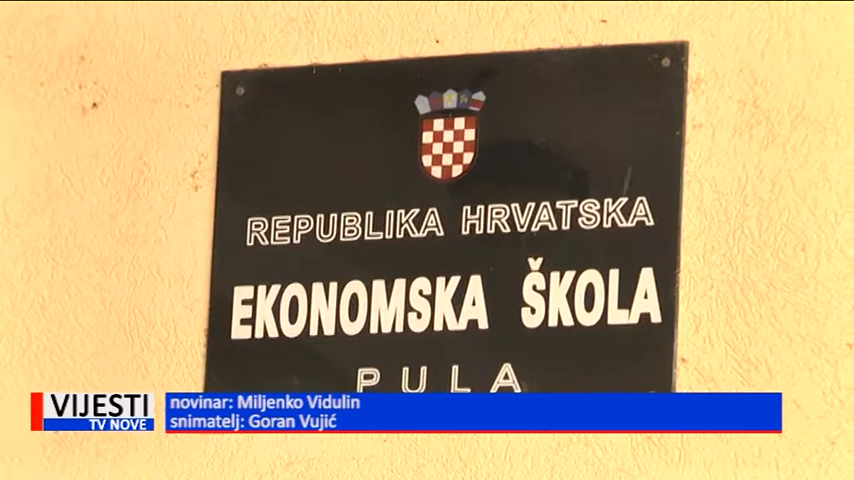 REPUBLIKA HRVATSKA
EKONOMSKA ŠKOLA
PULA
VIJESTI
TV NOVE
novinar: Miljenko Vidulin
snimatelj: Goran Vujić